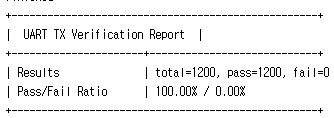 +--------------------------------------------------+
|  UART TX Verification Report  |
+----------------------+---------------------------+
| Results              | total=1200, pass=1200, fail=0
| Pass/Fail Ratio      | 100.00% / 0.00%
+--------------------------------------------------+